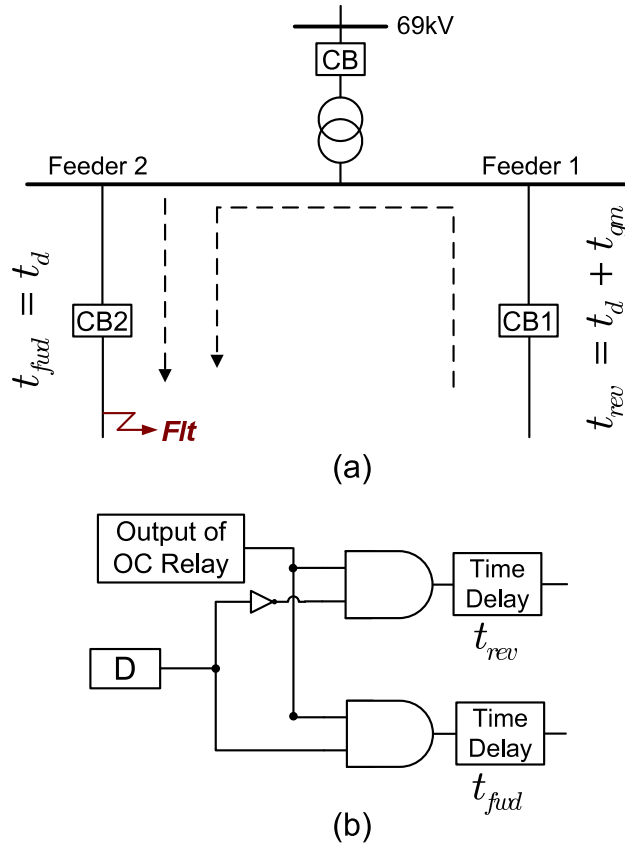 69kV
CB
Feeder 2
Feeder 1
t_fwd = t_d
CB2
CB1
t_rev = t_d + t_qm
Flt
(a)
Output of
OC Relay
D
Time
Delay
t_rev
Time
Delay
t_fwd
(b)